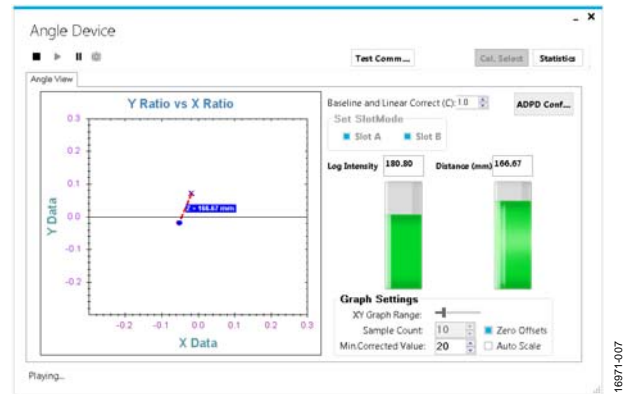 Angle Device
Test Comm...
Cal. Select
Statistics
Angle View
Y Ratio vs X Ratio
Baseline and Linear Correct (C): 1.0
ADPD Conf...
Set SlotMode
Slot A
Slot B
Log Intensity 180.80
Distance (mm) 166.67
0.3
0.2
0.1
0.0
-0.1
-0.2
Y Data
Z = 166.67 mm
-0.2 -0.1 0.0 0.1 0.2 0.3
X Data
Graph Settings
XY Graph Range:
Sample Count: 10
Zero Offsets
Min.Corrected Value: 20
Auto Scale
Playing...
16971-007